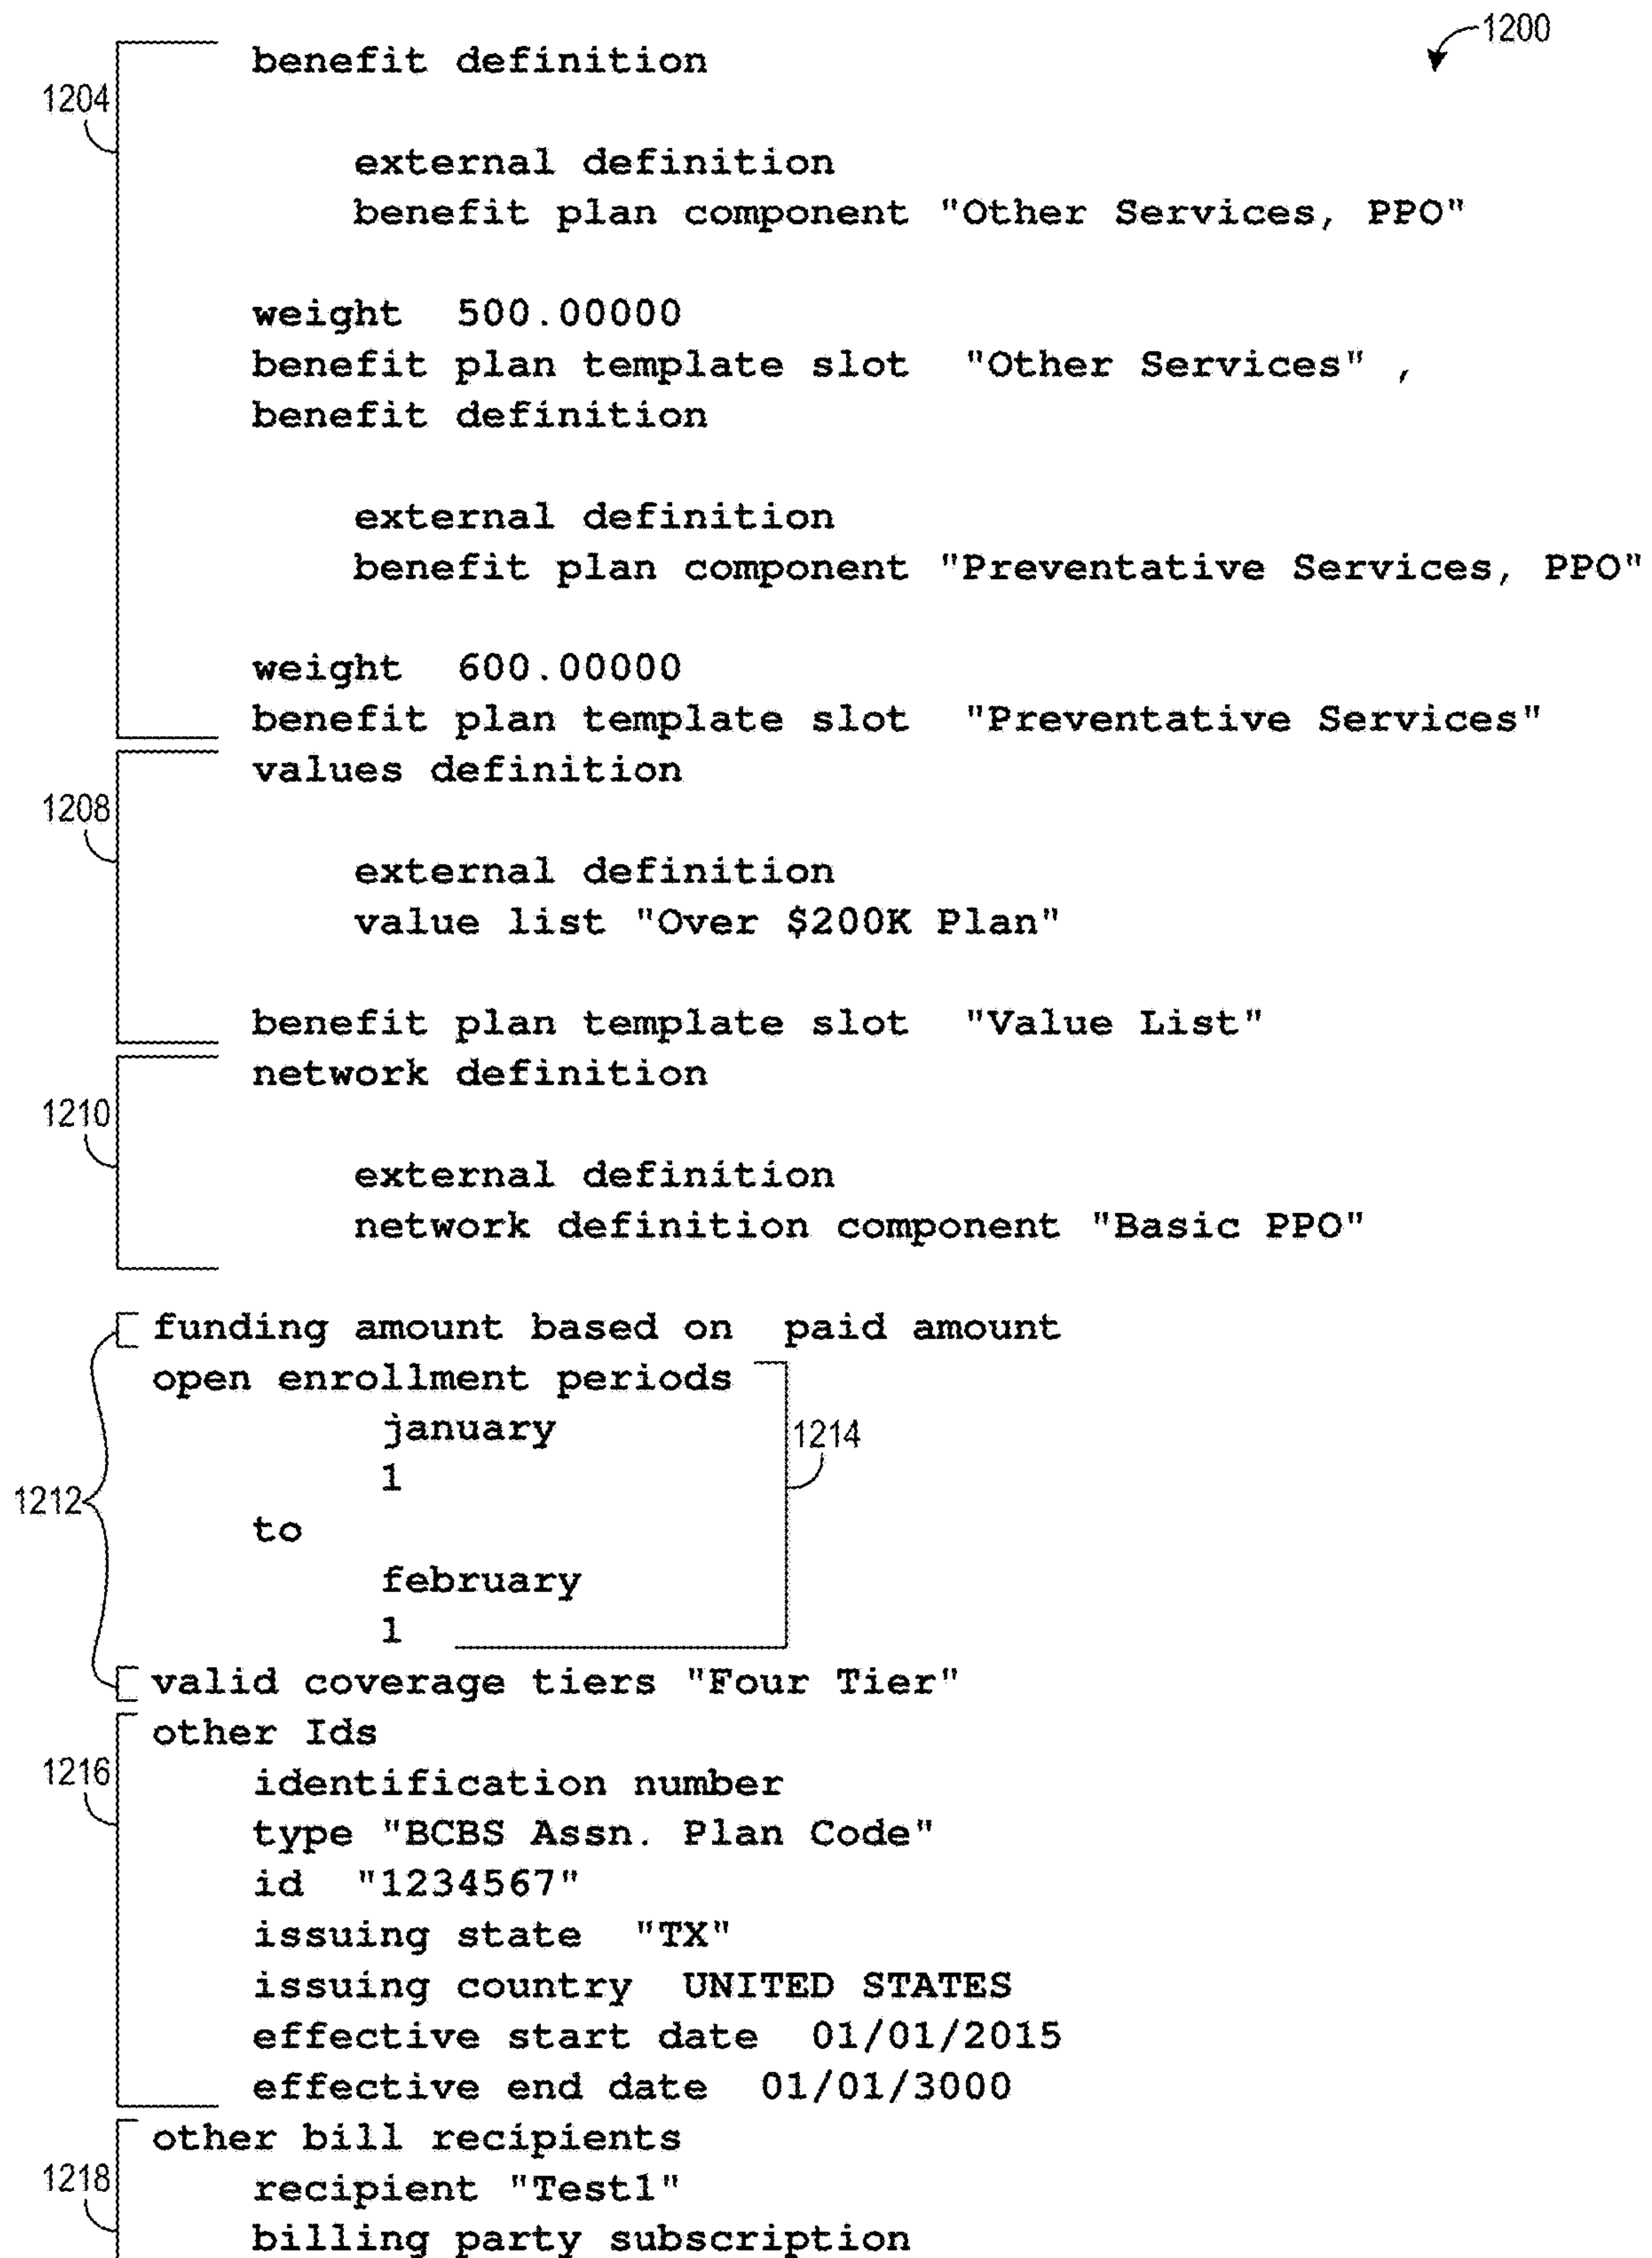 1200
benefit definition
1204
external definition
benefit plan component "Other Services, PPO"
weight 500.00000
benefit plan template slot "Other Services" ,
benefit definition
external definition
benefit plan component "Preventative Services, PPO"
weight 600.00000
benefit plan template slot "Preventative Services"
values definition
1208
external definition
value list "Over $200K Plan"
benefit plan template slot "Value List"
network definition
1210
external definition
network definition component "Basic PPO"
funding amount based on paid amount
open enrollment periods
january
1214
1
1212
to
february
1
valid coverage tiers "Four Tier"
other Ids
1216
identification number
type "BCBS Assn. Plan Code"
id "1234567"
issuing state "TX"
issuing country UNITED STATES
effective start date 01/01/2015
effective end date 01/01/3000
other bill recipients
1218
recipient "Test1"
billing party subscription